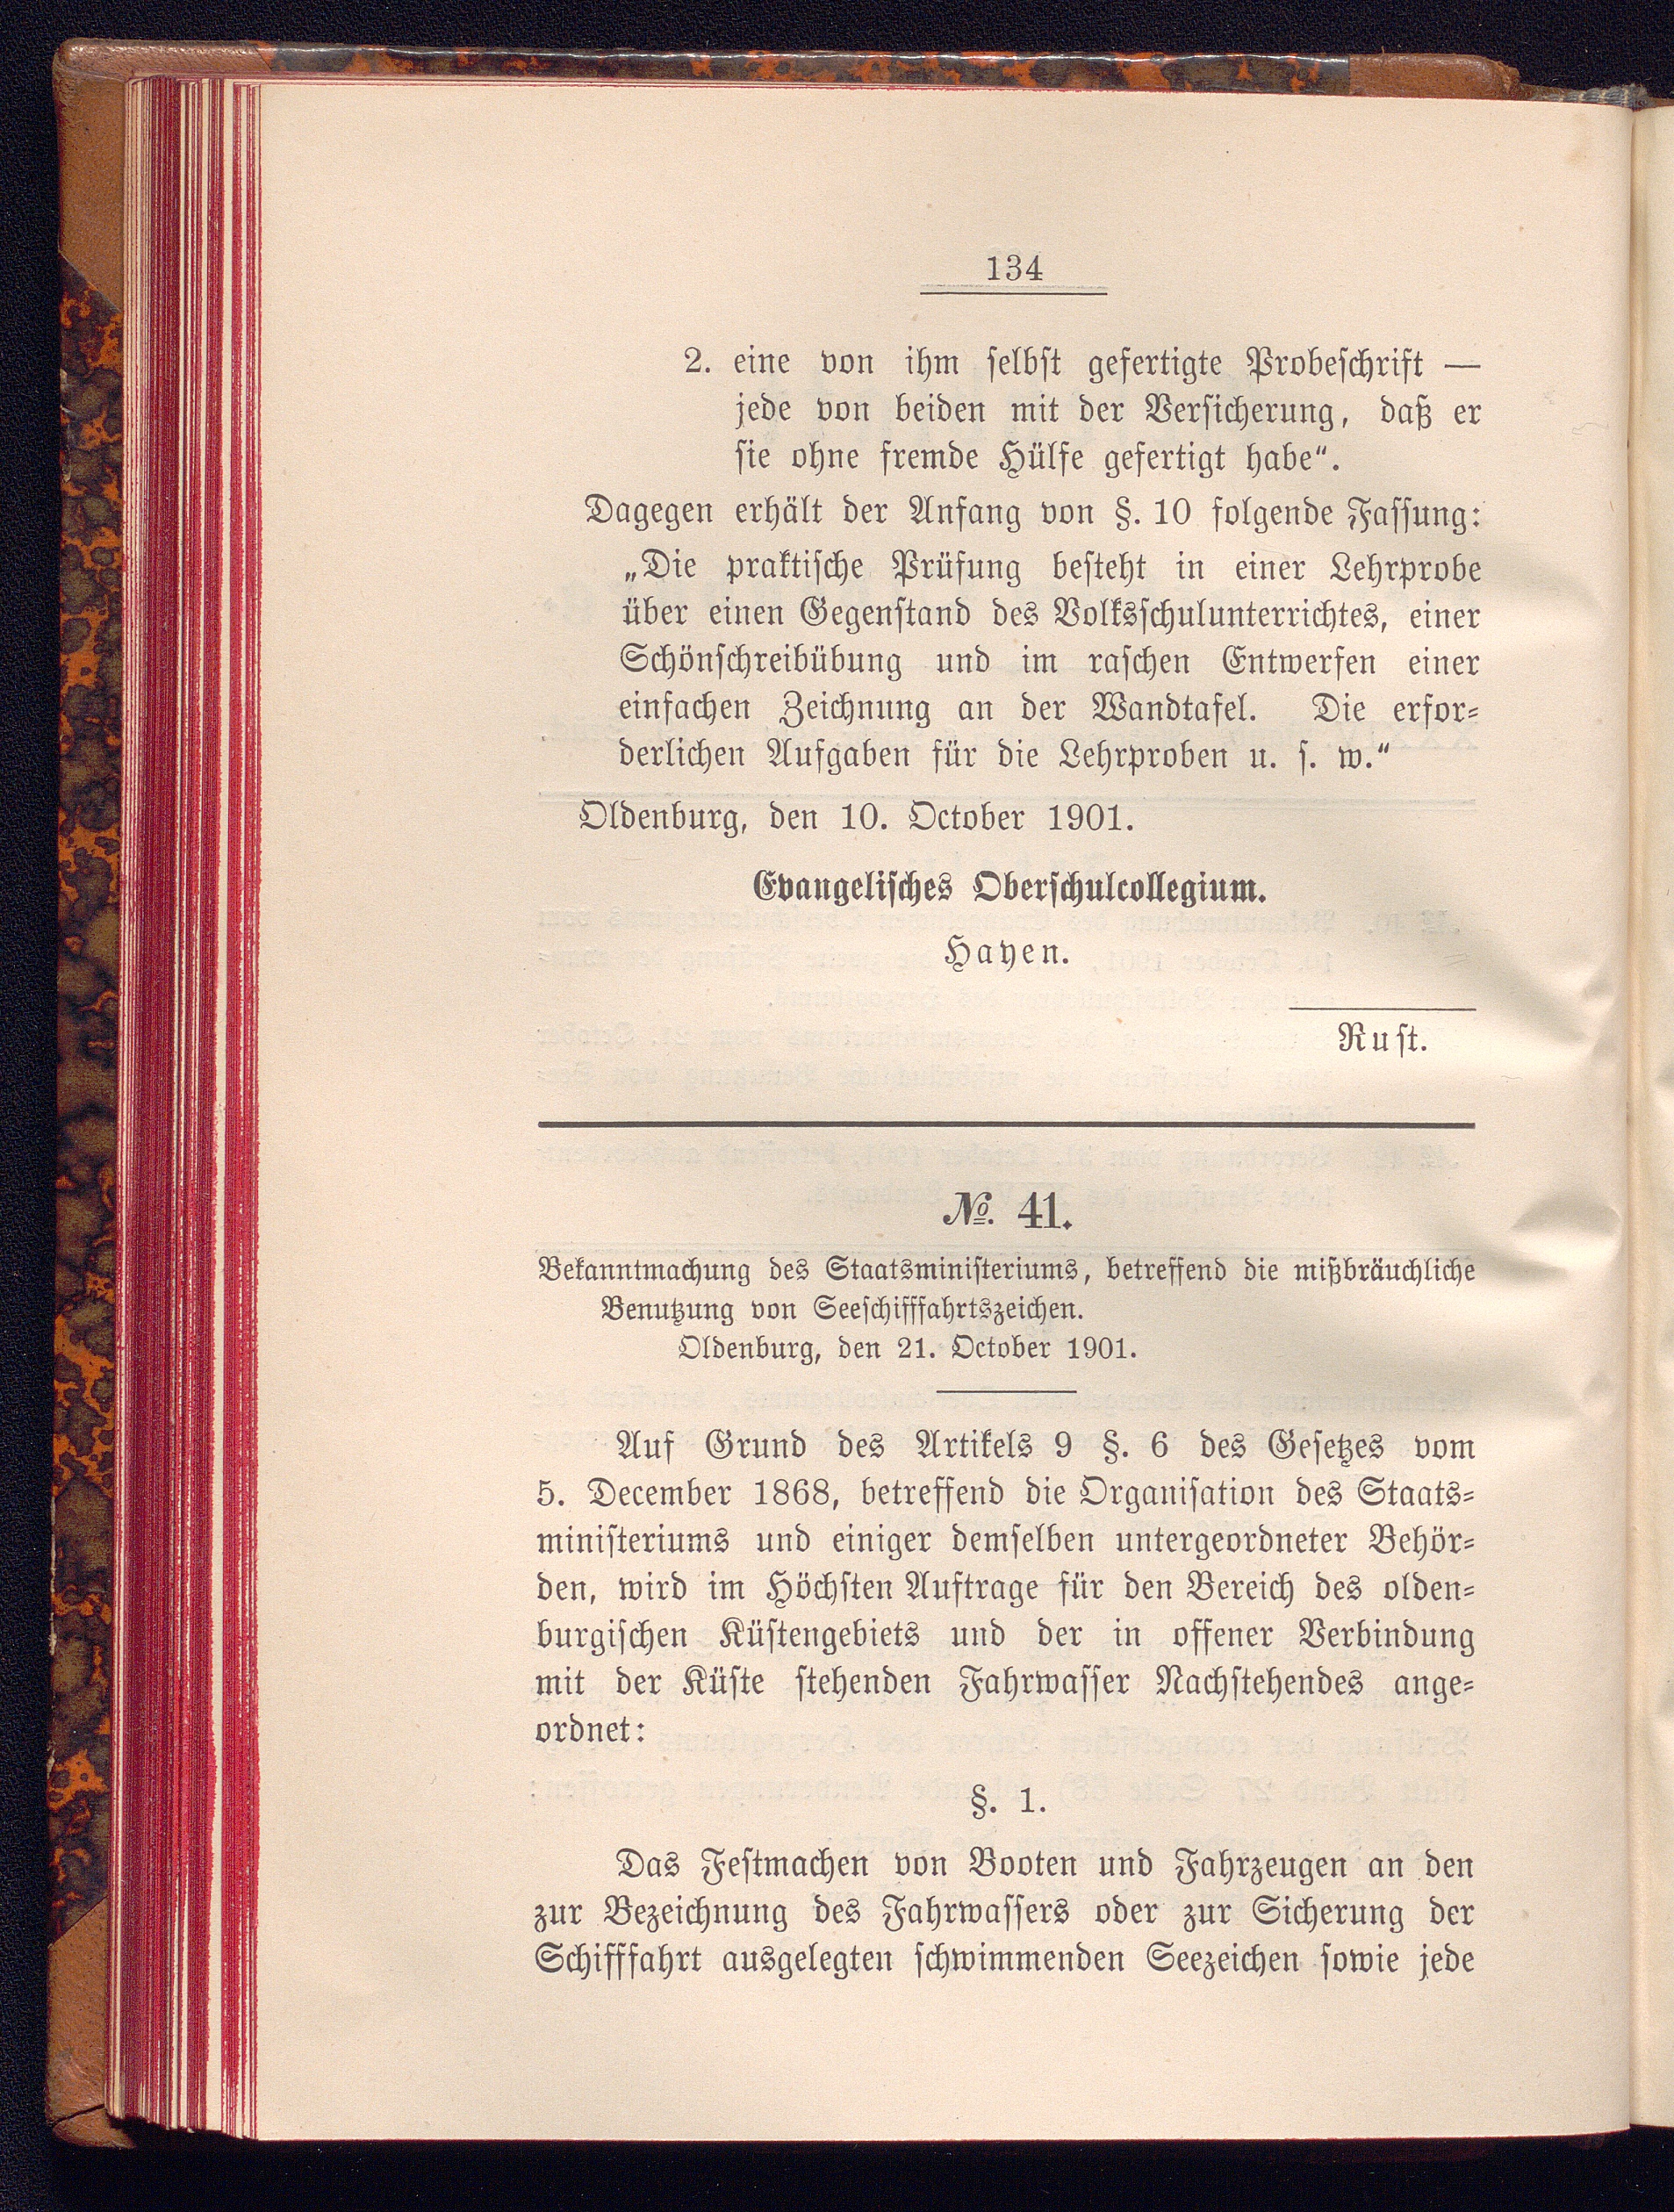 134
2. eine von ihm selbst gefertigte Probeschrift —
jede von beiden mit der Versicherung, daß er
sie ohne fremde Hülfe gefertigt habe“.
Dagegen erhält der Anfang von §. 10 folgende Fassung:
„Die praktische Prüfung besteht in einer Lehrprobe
über einen Gegenstand des Volksschulunterrichtes, einer
Schönschreibübung und im raschen Entwerfen einer
einfachen Zeichnung an der Wandtafel. Die erfor-
derlichen Aufgaben für die Lehrproben u. s. w.“
Oldenburg, den 10. October 1901.
Evangelisches Oberschulcollegium.
Hayen.
Rust.
№. 41.
Bekanntmachung des Staatsministeriums, betreffend die mißbräuchliche
Benutzung von Seeschifffahrtszeichen.
Oldenburg, den 21. October 1901.
Auf Grund des Artikels 9 §. 6 des Gesetzes vom
5. December 1868, betreffend die Organisation des Staats-
ministeriums und einiger demselben untergeordneter Behör-
den, wird im Höchsten Auftrage für den Bereich des olden-
burgischen Küstengebiets und der in offener Verbindung
mit der Küste stehenden Fahrwasser Nachstehendes ange-
ordnet:
§. 1.
Das Festmachen von Booten und Fahrzeugen an den
zur Bezeichnung des Fahrwassers oder zur Sicherung der
Schifffahrt ausgelegten schwimmenden Seezeichen sowie jede